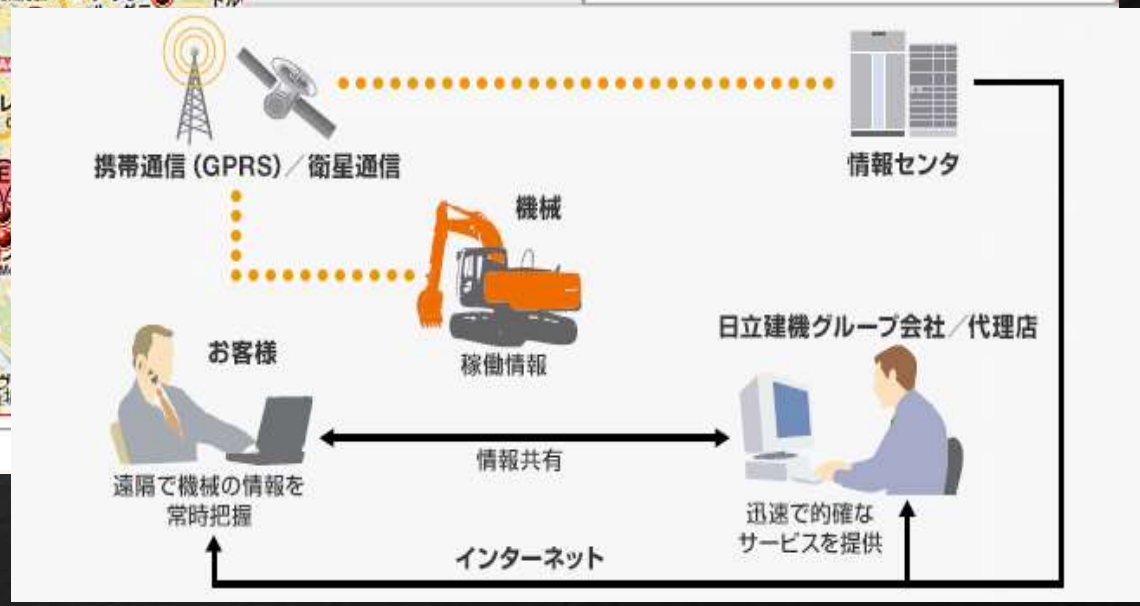 携帯通信（GPRS）／衛星通信
情報センタ
機械
稼働情報
お客様
日立建機グループ会社／代理店
情報共有
遠隔で機械の情報を
常時把握
迅速で的確な
サービスを提供
インターネット